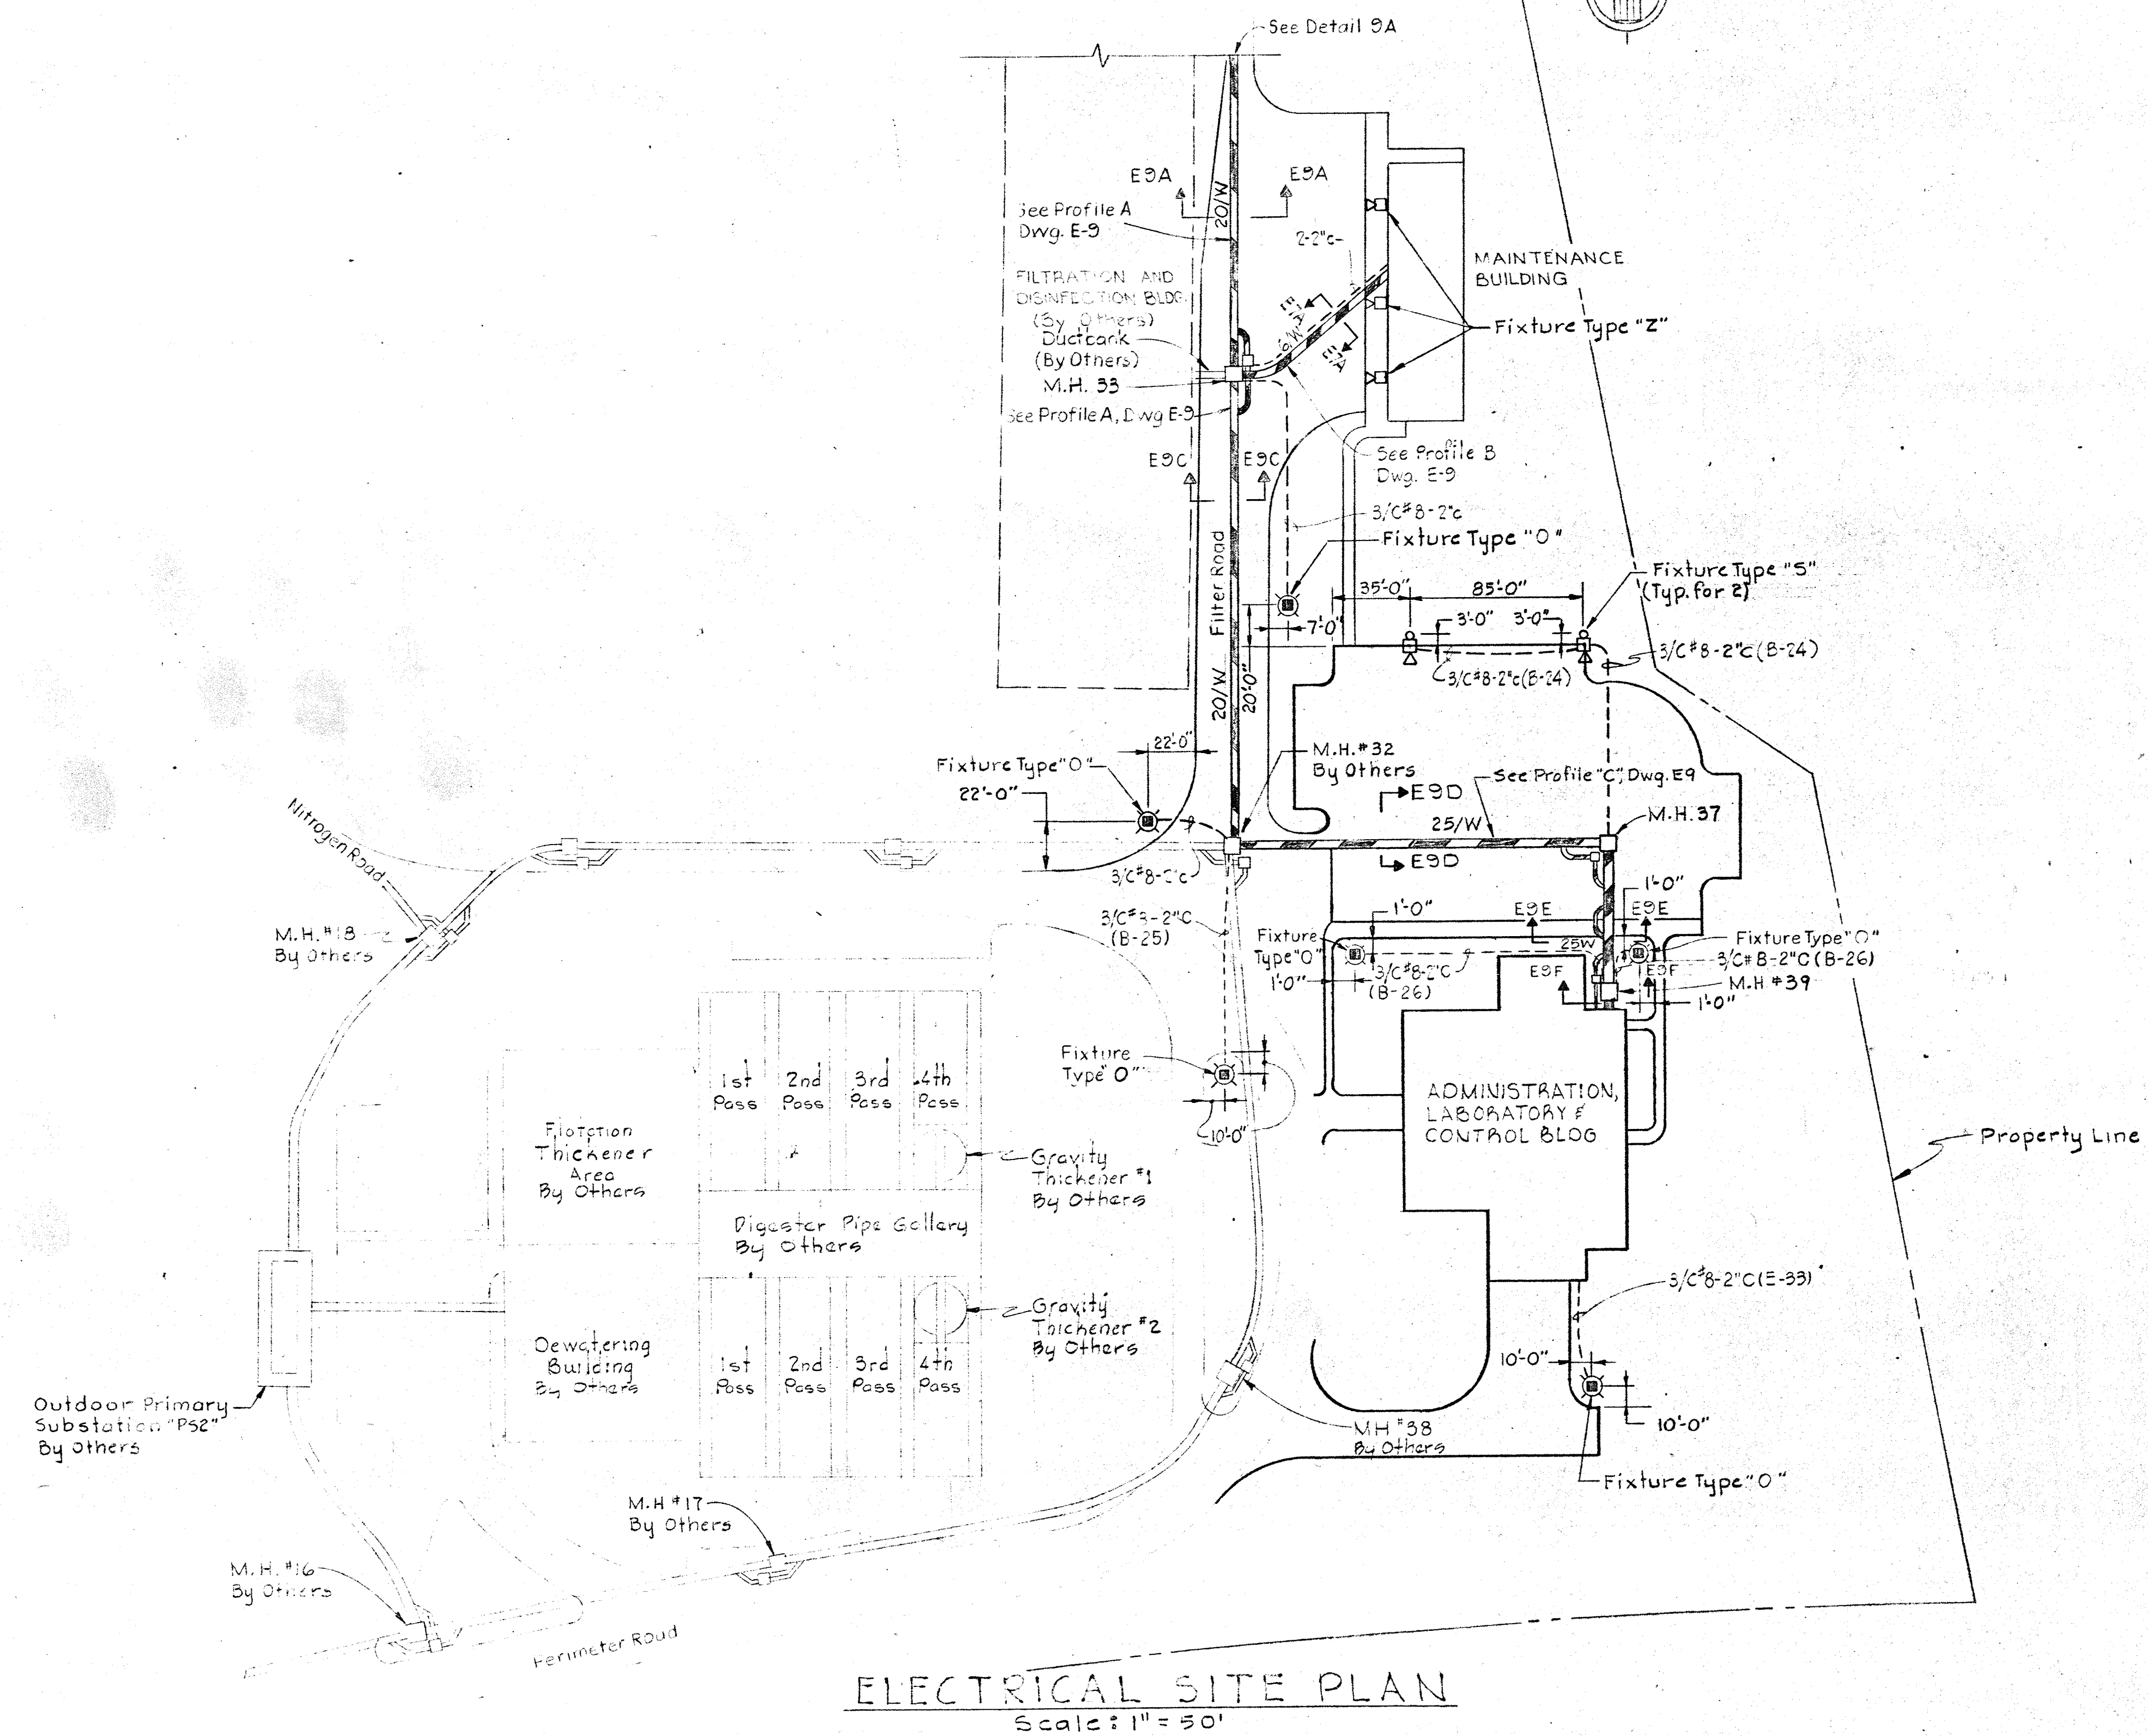 See Detail 9A
E9A
E9A
20/W
See Profile A
Dwg. E-9
2-2"c
FILTRATION AND
DISINFECTION BLDG.
(By Others)
Ductbank
(By Others)
M.H. 33
See Profile A, Dwg E-9
MAINTENANCE
BUILDING
Fixture Type "Z"
E9C
E9C
See Profile B
Dwg. E-9
3/C#8-2"c
Fixture Type "O"
Filter Road
20/W
35'-0"
85'-0"
Fixture Type "S"
(Typ. for 2)
7'-0"
3'-0"
3'-0"
20'-0"
3/C#8-2"C (B-24)
3/C#8-2"c (B-24)
22'-0"
Fixture Type "O"
22'-0"
M.H. #32
By Others
See Profile "C", Dwg. E9
E9D
25/W
M.H. 37
E9D
Nitrogen Road
3/C#8-2"c
1'-0"
M.H. #18
By Others
3/C#8-2"C
(B-25)
1'-0"
E9E
E9E
Fixture
Type "O"
25W
Fixture Type "O"
1'-0"
3/C#8-2"C
(B-26)
E9F
E9F
3/C#8-2"C (B-26)
M.H #39
1'-0"
Fixture
Type "O"
10'-0"
1st
Pass
2nd
Pass
3rd
Pass
4th
Pass
ADMINISTRATION,
LABORATORY &
CONTROL BLDG
Property Line
Flotation
Thickener
Area
By Others
Gravity
Thickener #1
By Others
Digester Pipe Gallery
By Others
3/C#8-2"C (E-33)
Gravity
Thickener #2
By Others
Dewatering
Building
By Others
1st
Pass
2nd
Pass
3rd
Pass
4th
Pass
10'-0"
10'-0"
Outdoor Primary
Substation "PS2"
By Others
MH #38
By Others
Fixture Type "O"
M.H #17
By Others
M.H. #16
By Others
Perimeter Road
ELECTRICAL SITE PLAN
Scale: 1" = 50'